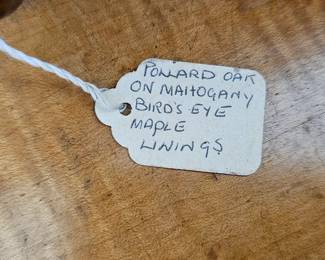 POLLARD OAK
ON MAHOGANY
BIRD'S EYE
MAPLE
LININGS